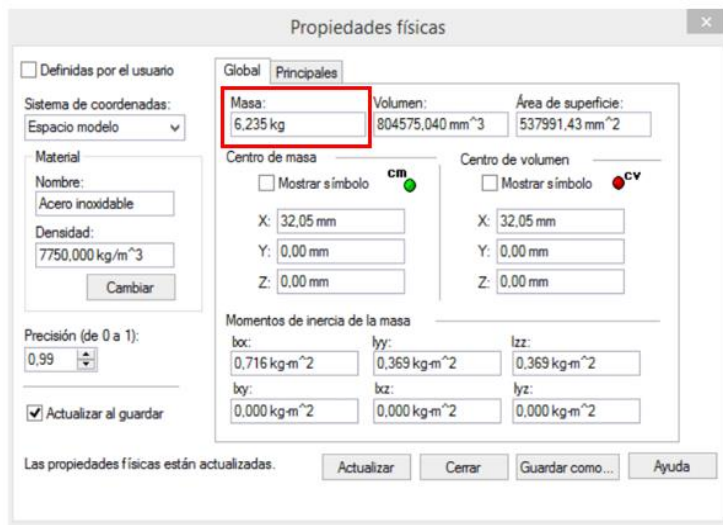 Propiedades físicas
Definidas por el usuario
Sistema de coordenadas:
Espacio modelo
Material
Nombre:
Acero inoxidable
Densidad:
7750,000 kg/m^3
Cambiar
Precisión (de 0 a 1):
0,99
Actualizar al guardar
Global Principales
Masa: Volumen: Área de superficie:
6,235 kg 804575,040 mm^3 537991,43 mm^2
Centro de masa Centro de volumen
Mostrar símbolo cm Mostrar símbolo cv
X: 32,05 mm X: 32,05 mm
Y: 0,00 mm Y: 0,00 mm
Z: 0,00 mm Z: 0,00 mm
Momentos de inercia de la masa
Ixx: Iyy: Izz:
0,716 kg-m^2 0,369 kg-m^2 0,369 kg-m^2
Ixy: Ixz: Iyz:
0,000 kg-m^2 0,000 kg-m^2 0,000 kg-m^2
Las propiedades físicas están actualizadas. Actualizar Cerrar Guardar como... Ayuda